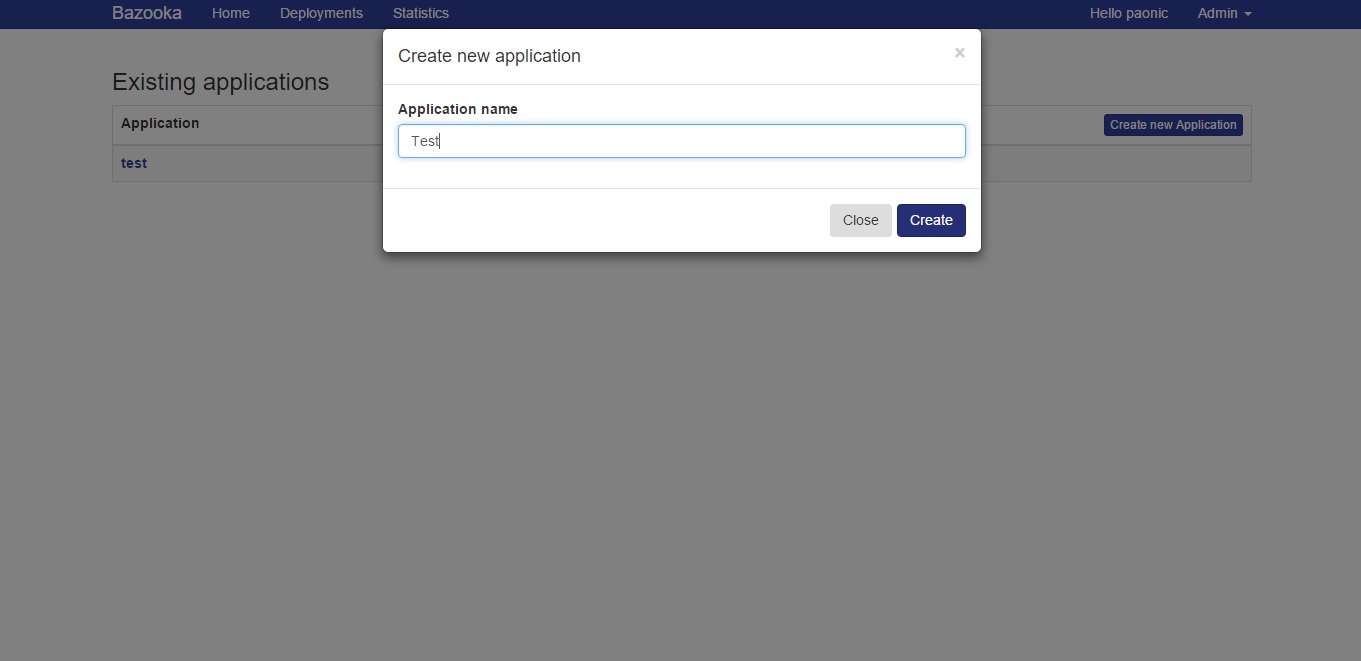 Bazooka Home Deployments Statistics Hello paonic Admin
Create new application ×
Existing applications
Application name
Application Create new Application
Test
test
Close Create